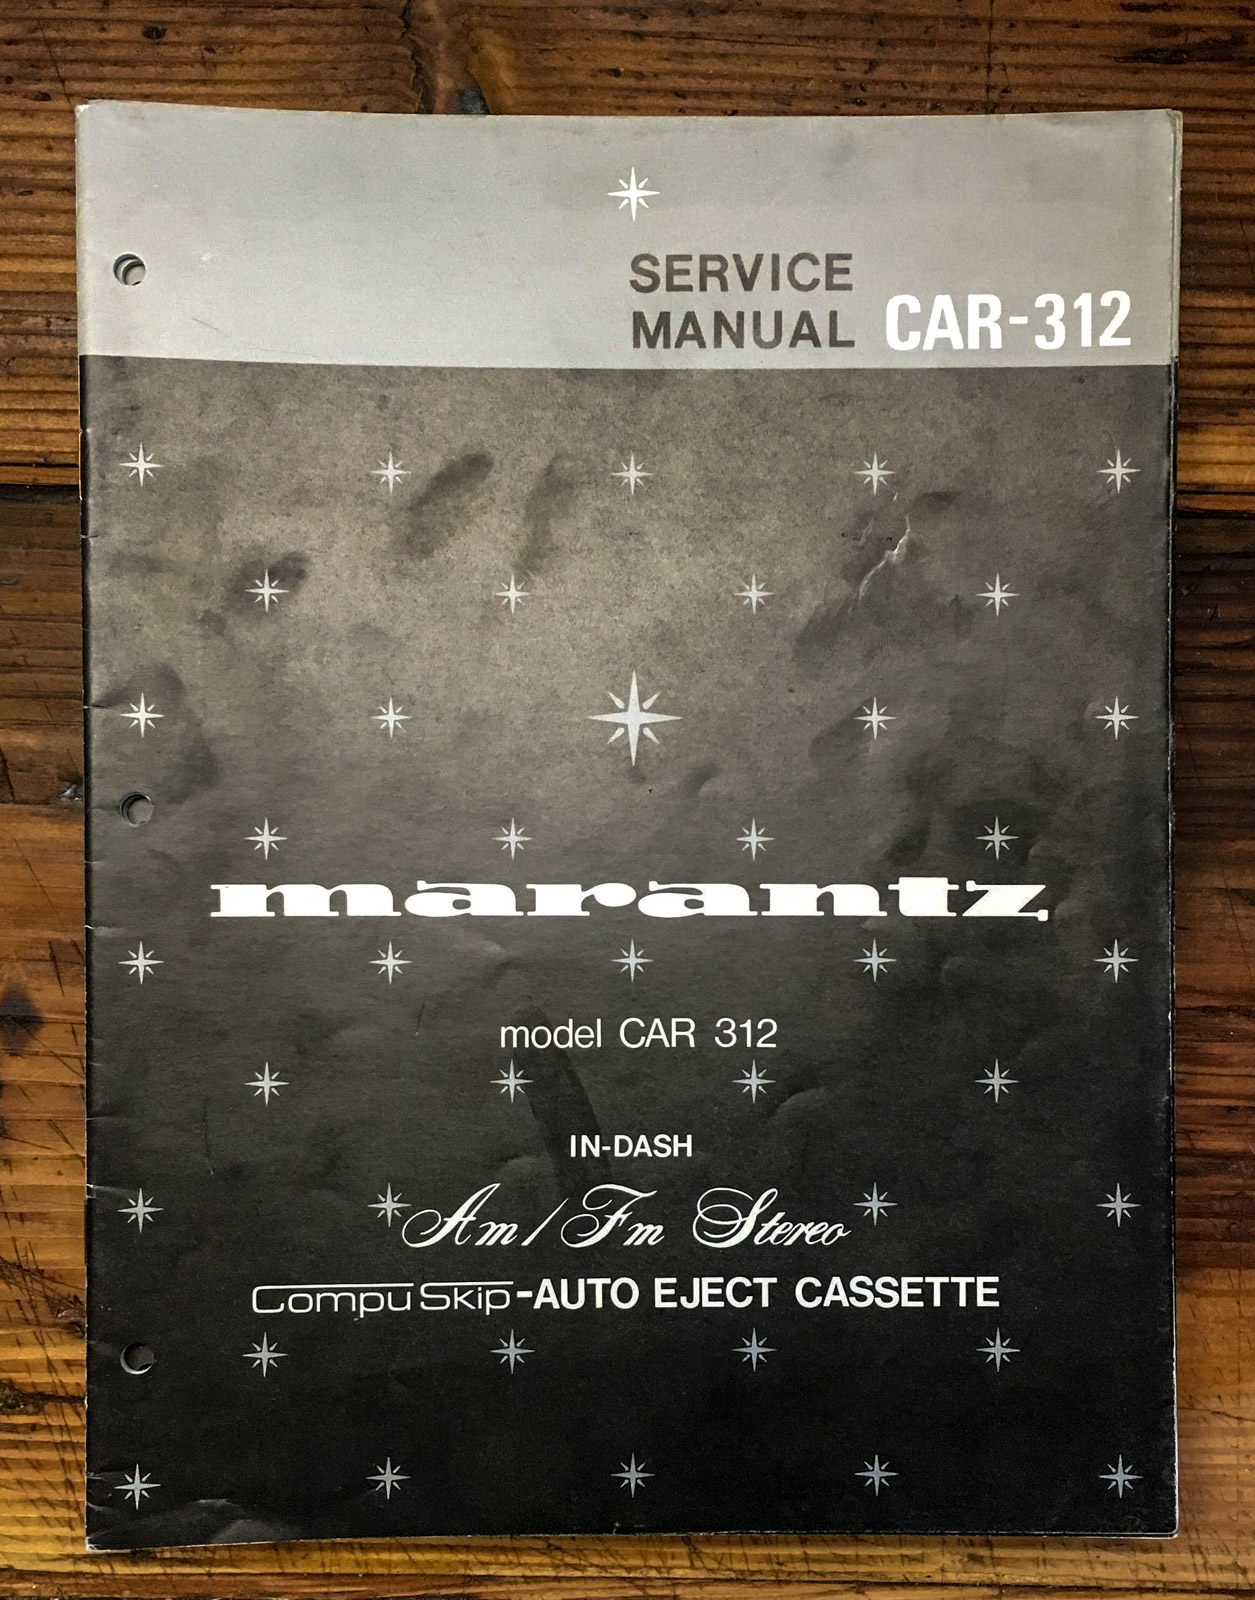 SERVICE
MANUAL CAR-312
marantz
model CAR 312
IN-DASH
Am/Fm Stereo
CompuSkip-AUTO EJECT CASSETTE